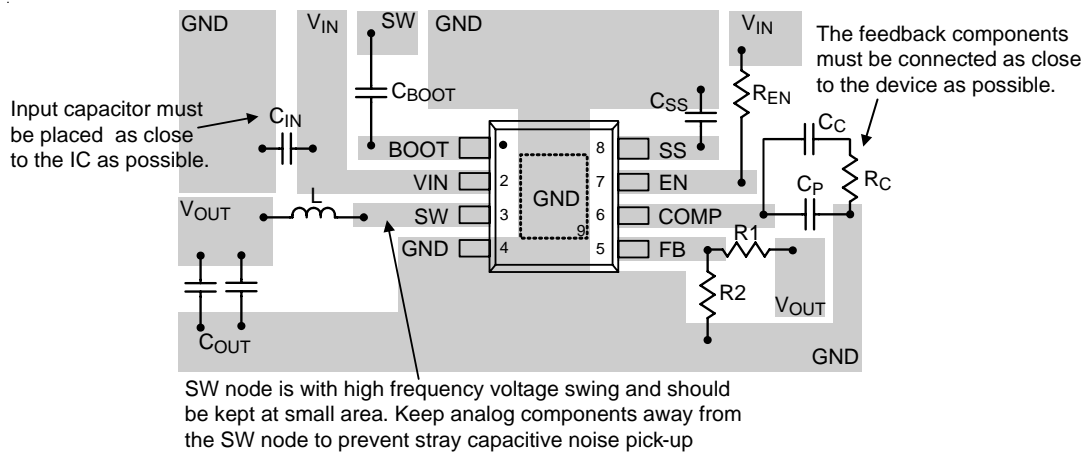 GND
VIN
SW
GND
VIN
The feedback components
must be connected as close
to the device as possible.
Input capacitor must
be placed as close
to the IC as possible.
CIN
CBOOT
CSS
REN
CC
RC
CP
BOOT
8
SS
VIN
2
GND
7
EN
VOUT
L
SW
3
6
COMP
GND
4
9
5
FB
R1
R2
VOUT
COUT
GND
SW node is with high frequency voltage swing and should
be kept at small area. Keep analog components away from
the SW node to prevent stray capacitive noise pick-up